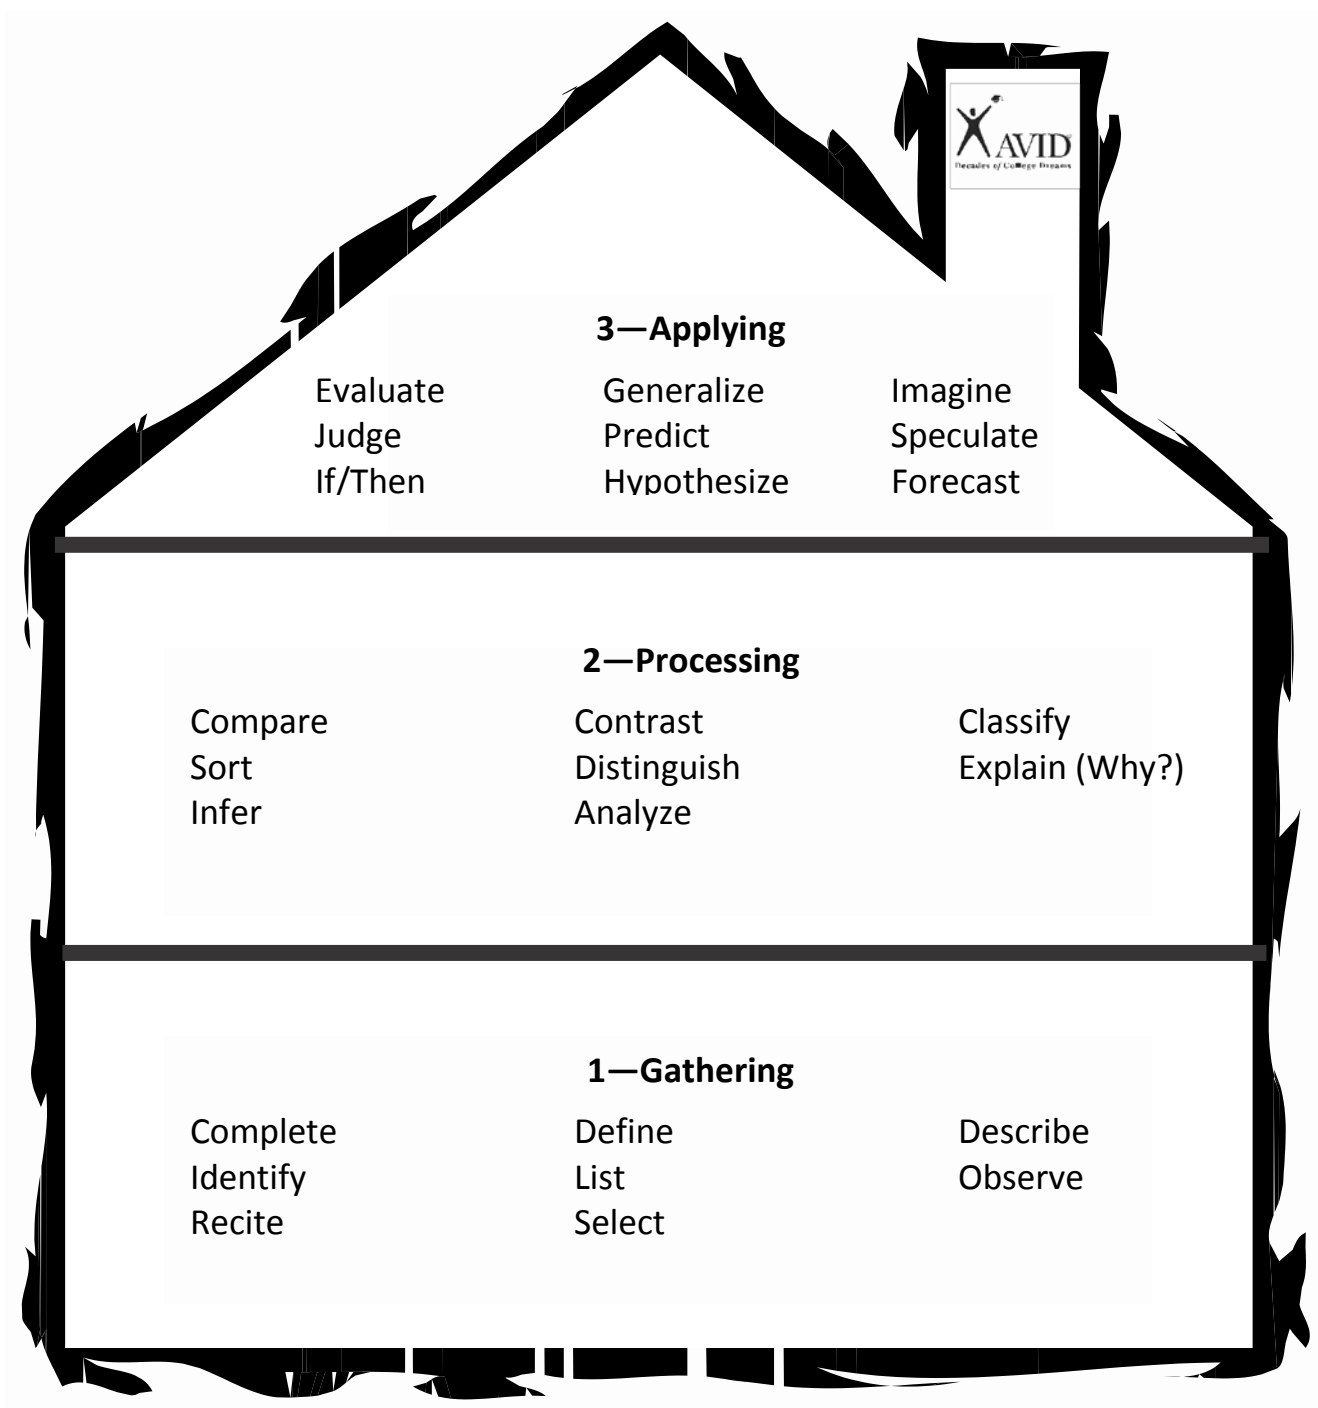 AVID
Decades of College Dreams
3—Applying
Evaluate Generalize Imagine
Judge Predict Speculate
If/Then Hypothesize Forecast
2—Processing
Compare Contrast Classify
Sort Distinguish Explain (Why?)
Infer Analyze
1—Gathering
Complete Define Describe
Identify List Observe
Recite Select